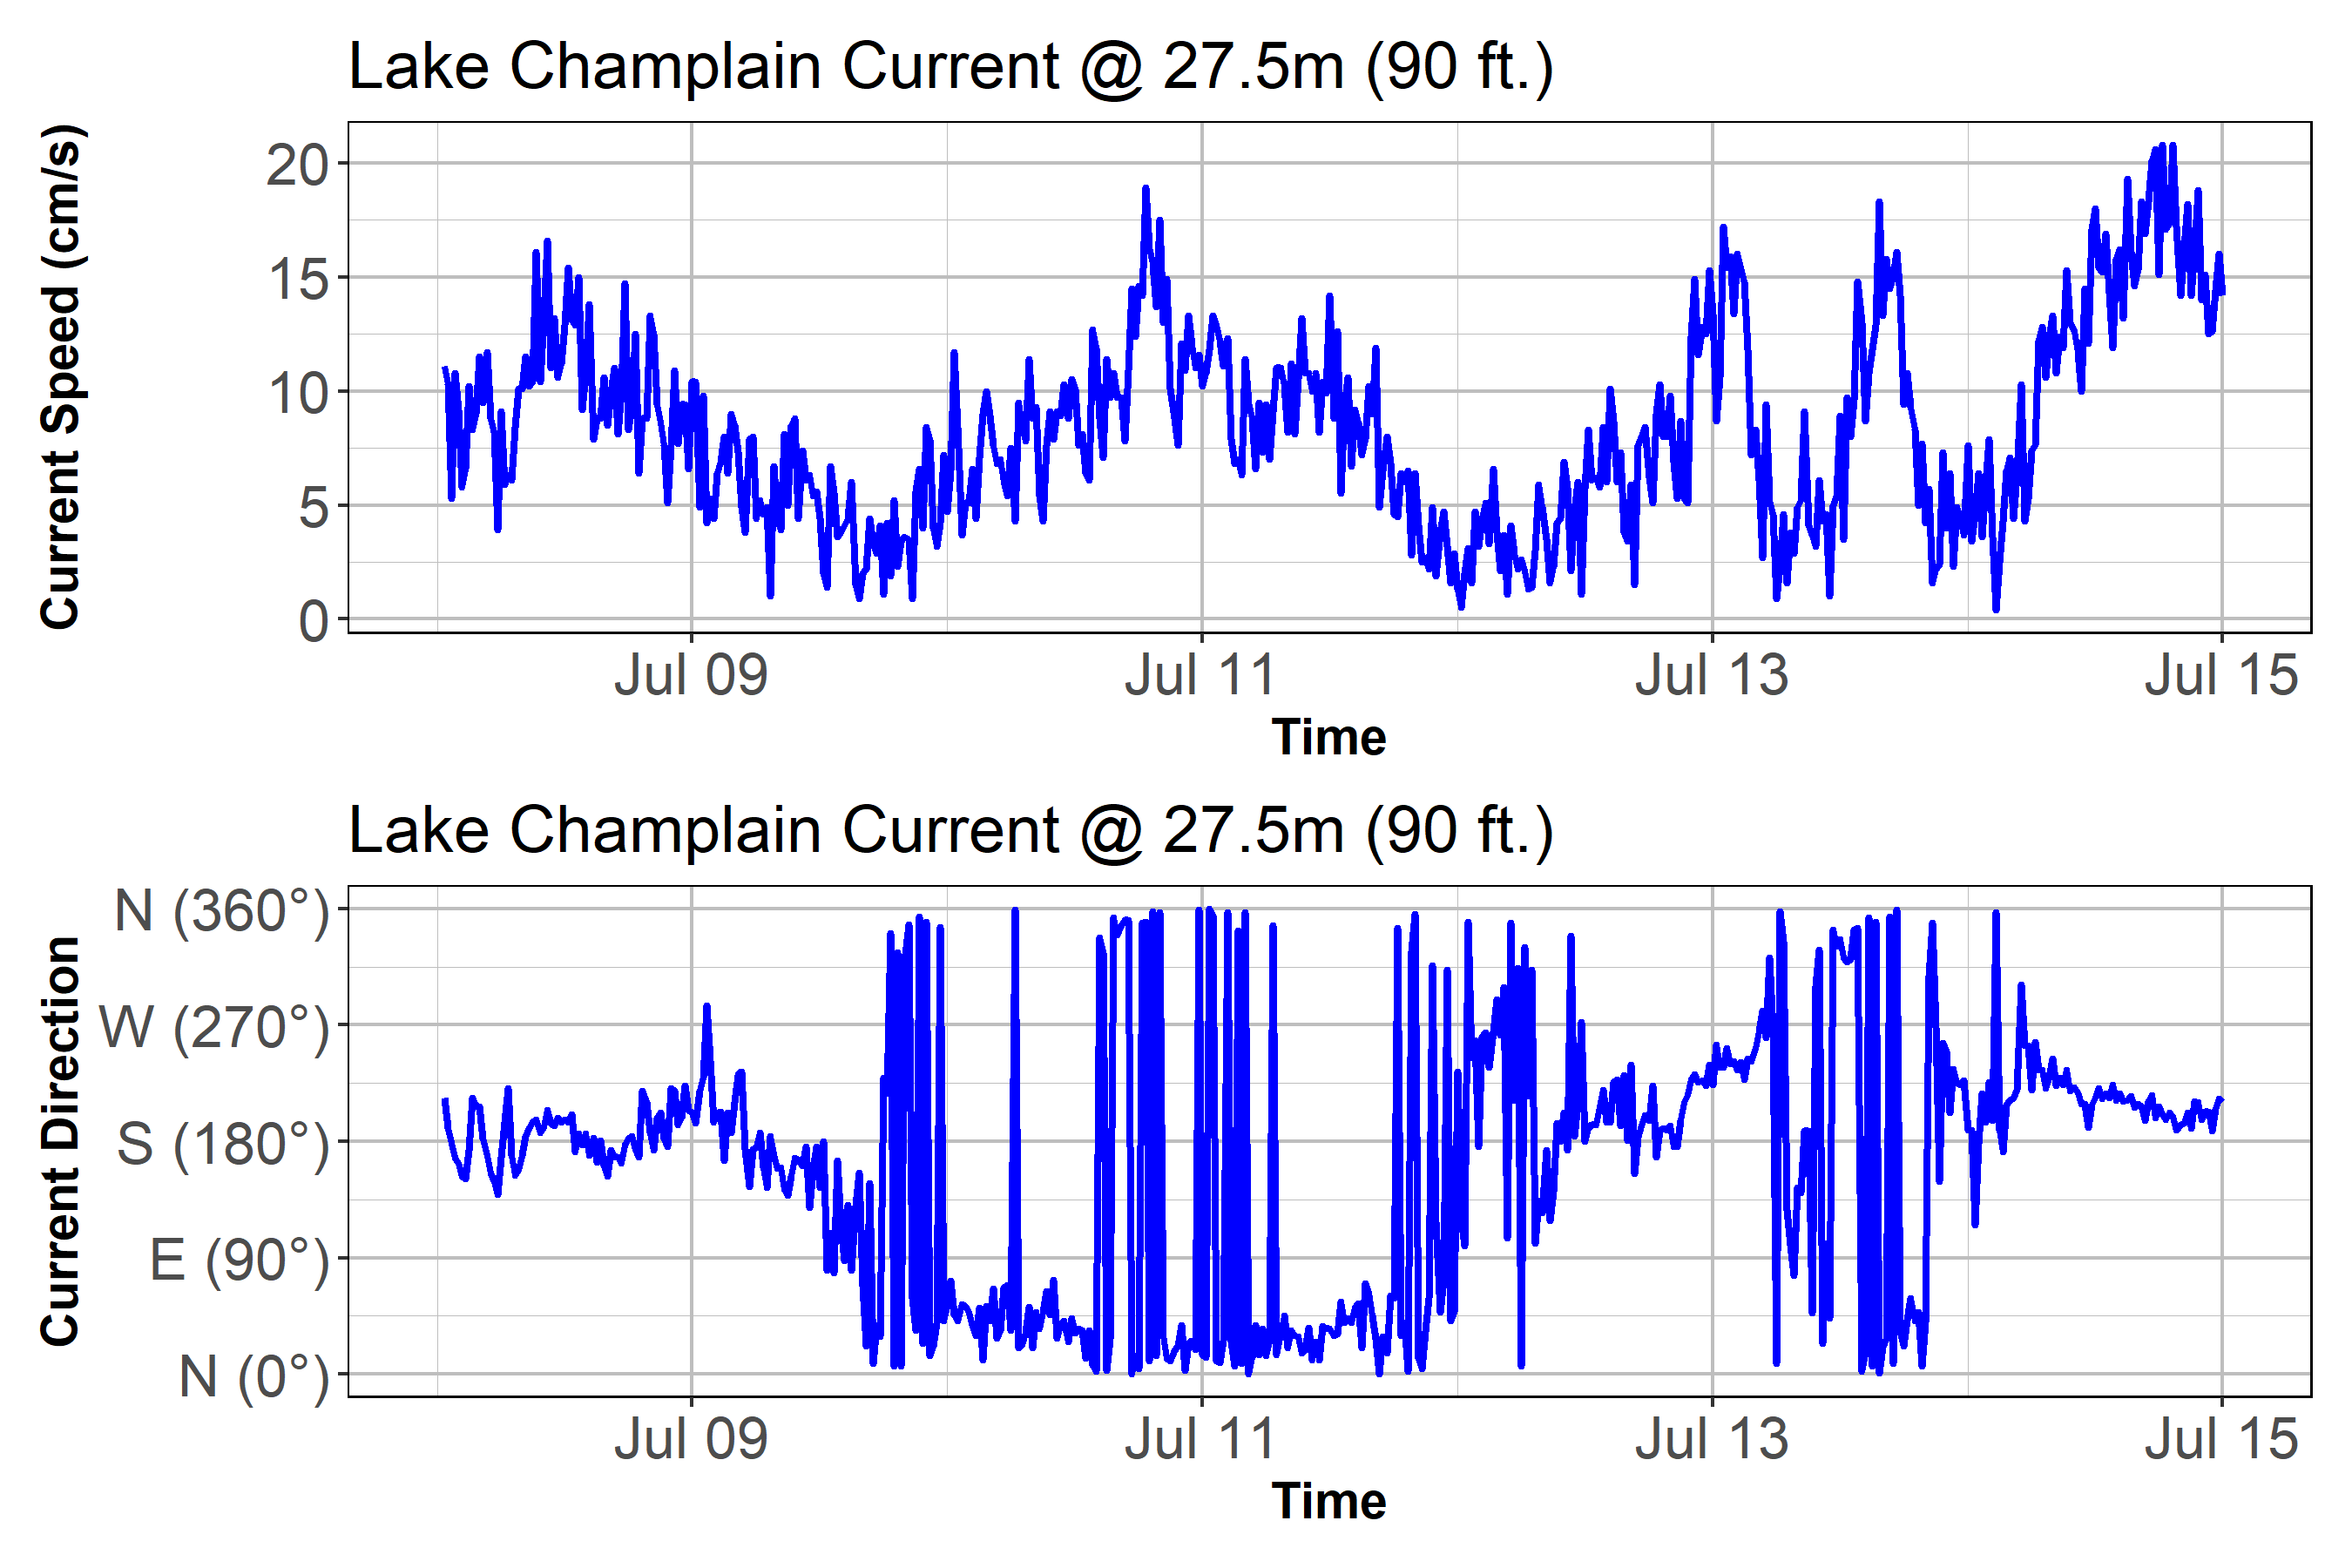 Lake Champlain Current @ 27.5m (90 ft.)
Current Speed (cm/s)
20
15
10
5
0
Jul 09 Jul 11 Jul 13 Jul 15
Time
Lake Champlain Current @ 27.5m (90 ft.)
Current Direction
N (360°)
W (270°)
S (180°)
E (90°)
N (0°)
Jul 09 Jul 11 Jul 13 Jul 15
Time